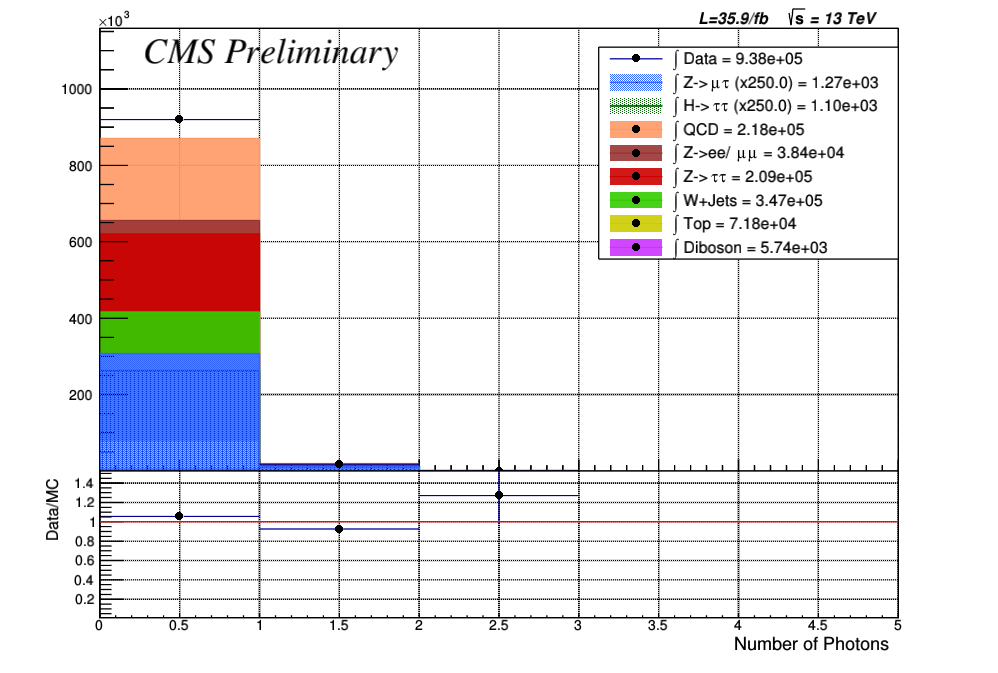 ×10³
L=35.9/fb √s = 13 TeV
CMS Preliminary
∫ Data = 9.38e+05
∫ Z->μτ (x250.0) = 1.27e+03
∫ H->ττ (x250.0) = 1.10e+03
∫ QCD = 2.18e+05
∫ Z->ee/ μμ = 3.84e+04
∫ Z->ττ = 2.09e+05
∫ W+Jets = 3.47e+05
∫ Top = 7.18e+04
∫ Diboson = 5.74e+03
1000
800
600
400
200
Data/MC
1.4
1.2
1
0.8
0.6
0.4
0.2
0 0.5 1 1.5 2 2.5 3 3.5 4 4.5 5
Number of Photons